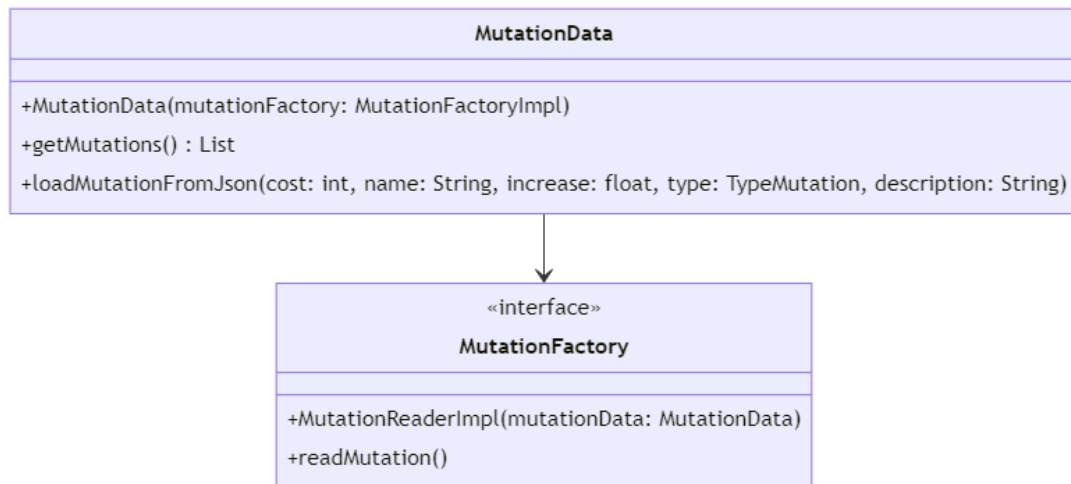 MutationData
+MutationData(mutationFactory: MutationFactoryImpl)
+getMutations() : List
+loadMutationFromJson(cost: int, name: String, increase: float, type: TypeMutation, description: String)
«interface»
MutationFactory
+MutationReaderImpl(mutationData: MutationData)
+readMutation()